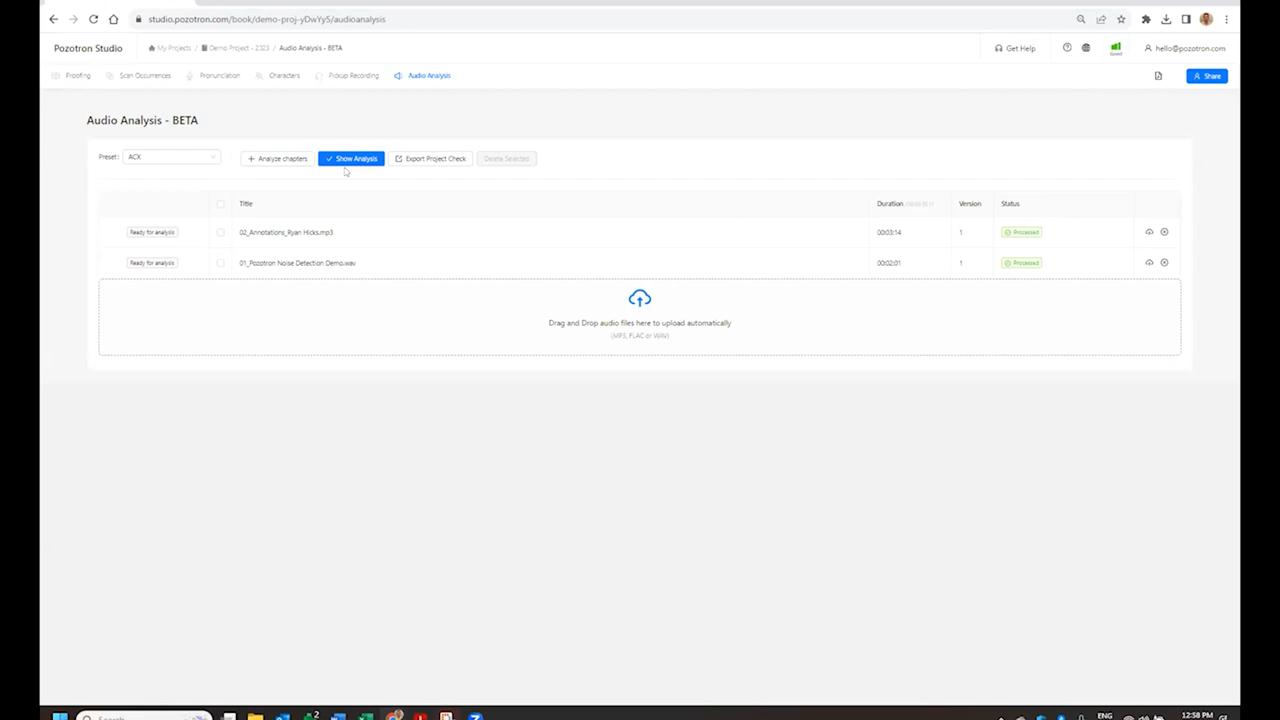 studio.pozotron.com/book/demo-proj-yDwYy5/audioanalysis
Pozotron Studio
My Projects / Demo Project - 2323 / Audio Analysis - BETA
Get Help
Saved
hello@pozotron.com
Proofing
Scan Occurrences
Pronunciation
Characters
Pickup Recording
Audio Analysis
Share
Audio Analysis - BETA
Preset: ACX
Analyze chapters
Show Analysis
Export Project Check
Delete Selected
Title Duration Version Status
Ready for analysis 02_Annotations_Ryan Hicks.mp3 00:03:14 1 Processed
Ready for analysis 01_Pozotron Noise Detection Demo.wav 00:02:01 1 Processed
Drag and Drop audio files here to upload automatically
(MP3, FLAC or WAV)
Search
2
ENG
12:58 PM